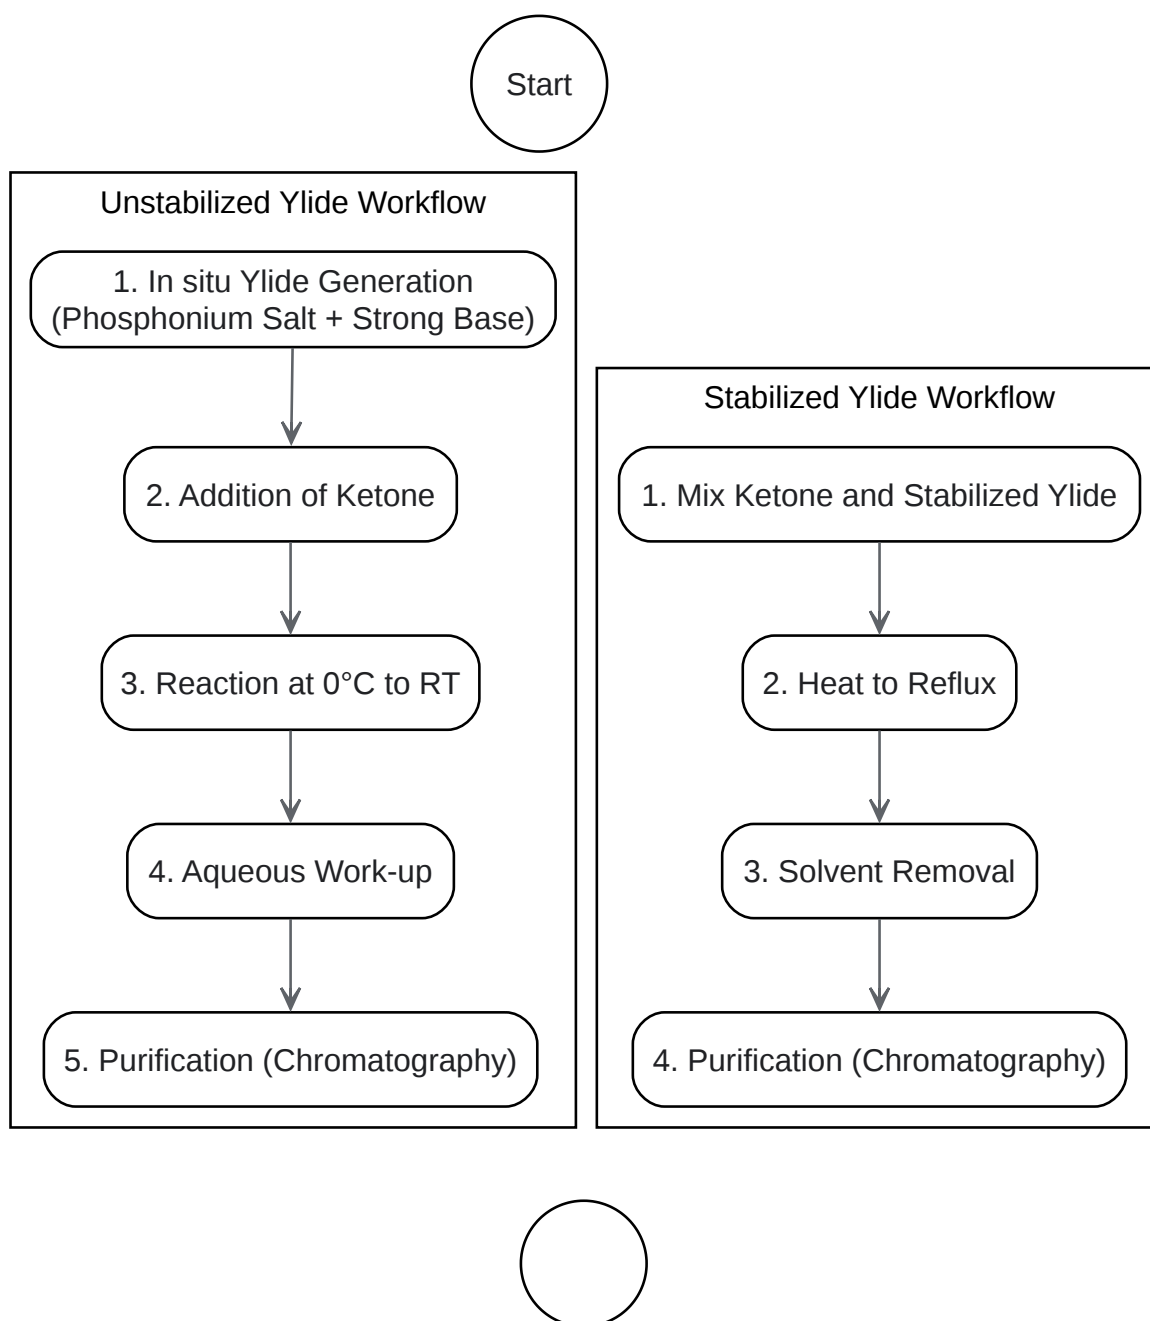 Start
Unstabilized Ylide Workflow
1. In situ Ylide Generation
(Phosphonium Salt + Strong Base)
2. Addition of Ketone
3. Reaction at 0°C to RT
4. Aqueous Work-up
5. Purification (Chromatography)
Stabilized Ylide Workflow
1. Mix Ketone and Stabilized Ylide
2. Heat to Reflux
3. Solvent Removal
4. Purification (Chromatography)